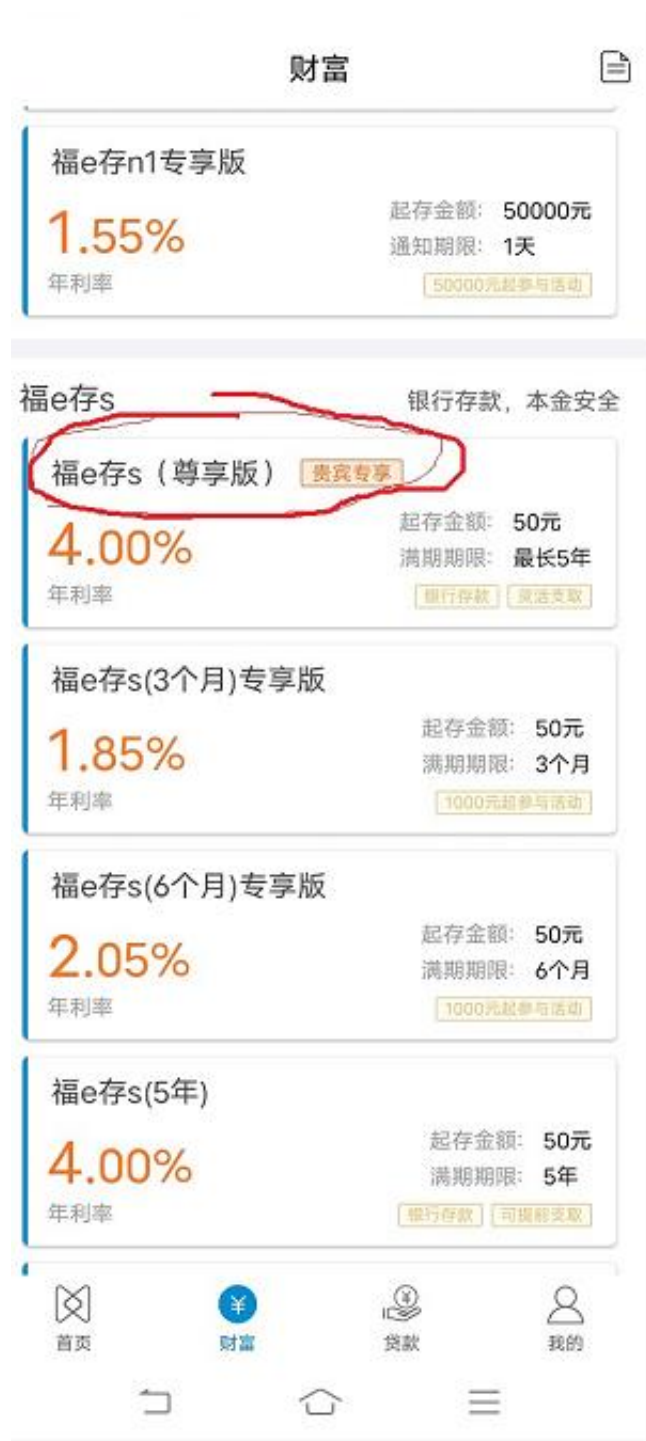 财富
福e存n1专享版
1.55%
起存金额: 50000元
通知期限: 1天
年利率
50000元起参与活动
福e存s
银行存款，本金安全
福e存s（尊享版）
贵宾专享
4.00%
起存金额: 50元
满期期限: 最长5年
年利率
银行存款
灵活支取
福e存s(3个月)专享版
1.85%
起存金额: 50元
满期期限: 3个月
年利率
1000元起参与活动
福e存s(6个月)专享版
2.05%
起存金额: 50元
满期期限: 6个月
年利率
1000元起参与活动
福e存s(5年)
4.00%
起存金额: 50元
满期期限: 5年
年利率
银行存款
可提前支取
首页
财富
贷款
我的